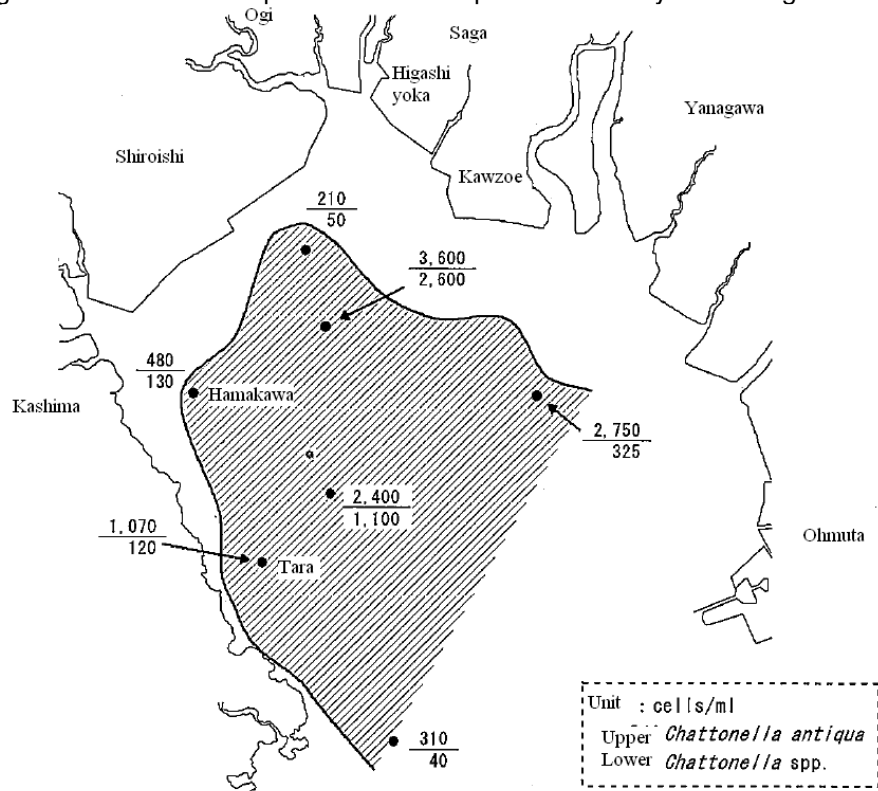 Ogi
Saga
Higashi
yoka
Yanagawa
Shiroishi
Kawzoe
210
50
3,600
2,600
480
130
Hamakawa
Kashima
2,750
325
2,400
1,100
1,070
120
Tara
Ohmuta
310
40
Unit : cells/ml
Upper Chattonella antiqua
Lower Chattonella spp.